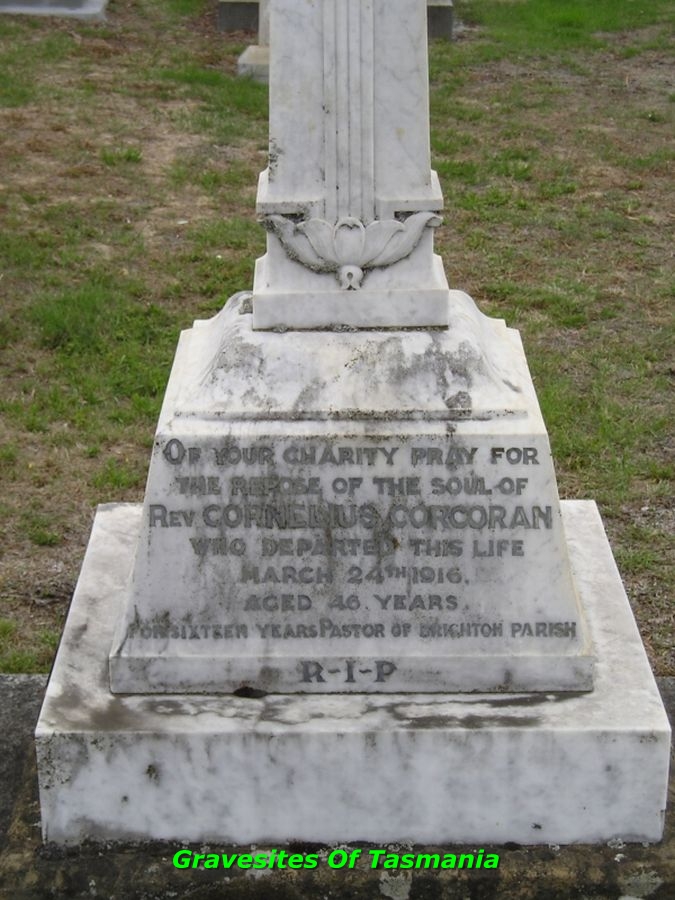 OF YOUR CHARITY PRAY FOR
THE REPOSE OF THE SOUL OF
REV. CORNELIUS CORCORAN
WHO DEPARTED THIS LIFE
MARCH 24TH 1916.
AGED 46 YEARS.
FOR SIXTEEN YEARS PASTOR OF BRIGHTON PARISH
R-I-P
Gravesites Of Tasmania